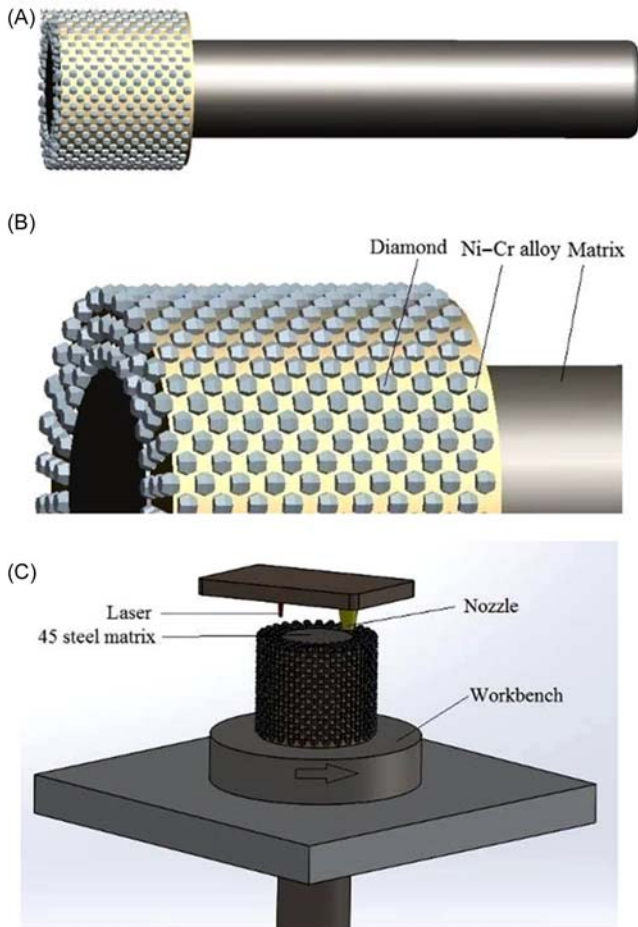 (A)
(B)
Diamond Ni–Cr alloy Matrix
(C)
Laser
Nozzle
45 steel matrix
Workbench